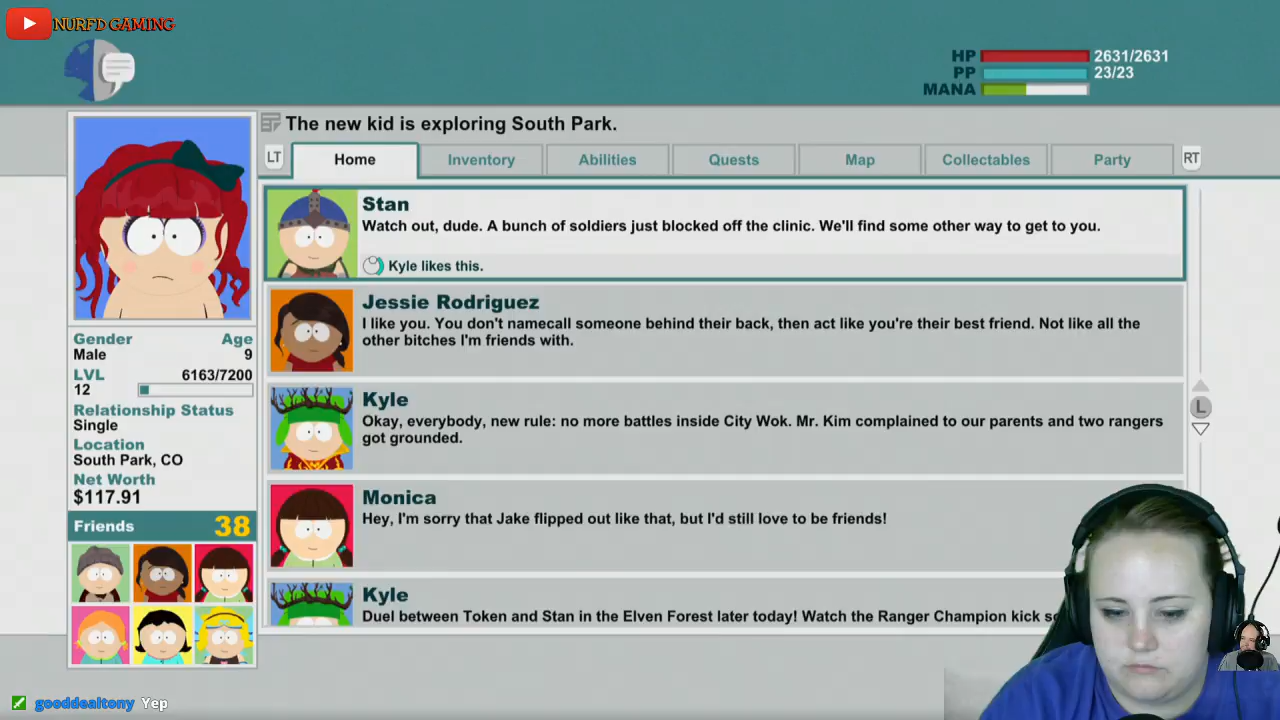 NURFD GAMING
HP 2631/2631
PP 23/23
MANA
The new kid is exploring South Park.
LT Home Inventory Abilities Quests Map Collectables Party RT
Stan
Watch out, dude. A bunch of soldiers just blocked off the clinic. We'll find some other way to get to you.
Kyle likes this.
Jessie Rodriguez
I like you. You don't namecall someone behind their back, then act like you're their best friend. Not like all the
other bitches I'm friends with.
Kyle
Okay, everybody, new rule: no more battles inside City Wok. Mr. Kim complained to our parents and two rangers
got grounded.
Monica
Hey, I'm sorry that Jake flipped out like that, but I'd still love to be friends!
Kyle
Duel between Token and Stan in the Elven Forest later today! Watch the Ranger Champion kick
L
Gender Age
Male 9
LVL 6163/7200
12
Relationship Status
Single
Location
South Park, CO
Net Worth
$117.91
Friends 38
gooddealtony Yep